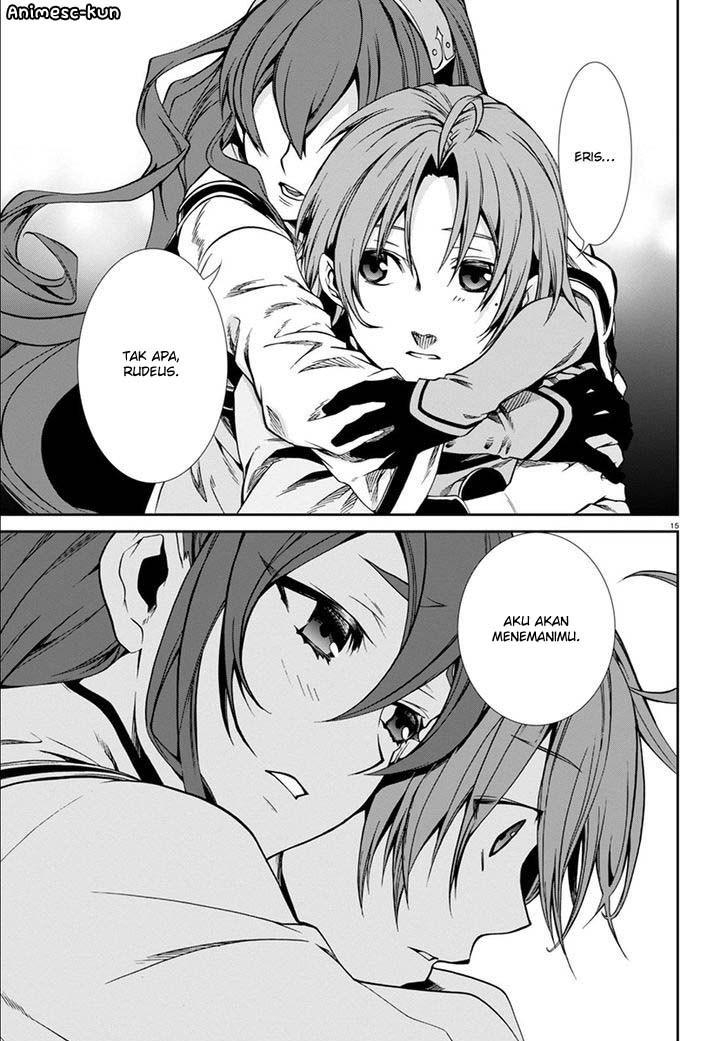 Animesc-kun
ERIS...
TAK APA,
RUDEUS.
15
AKU AKAN
MENEMANIMU.